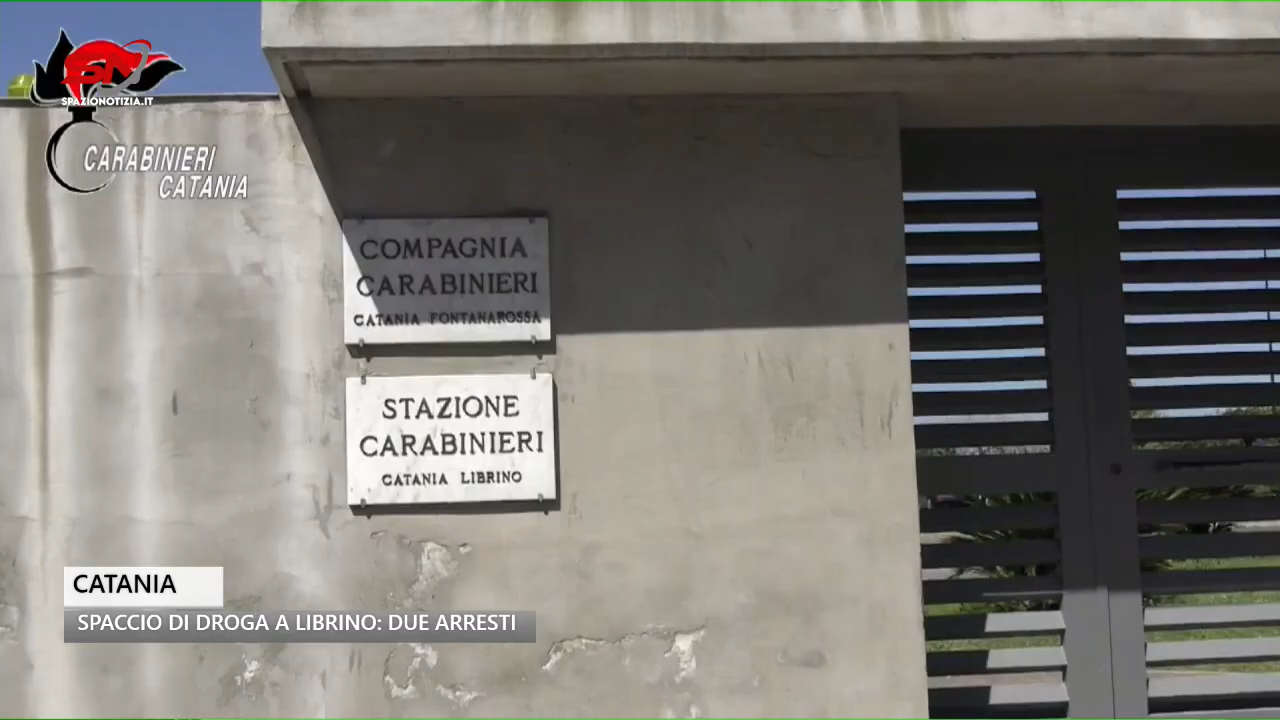 SN
SPAZIONOTIZIA.IT
CARABINIERI
CATANIA
COMPAGNIA
CARABINIERI
CATANIA FONTANAROSSA
STAZIONE
CARABINIERI
CATANIA LIBRINO
CATANIA
SPACCIO DI DROGA A LIBRINO: DUE ARRESTI